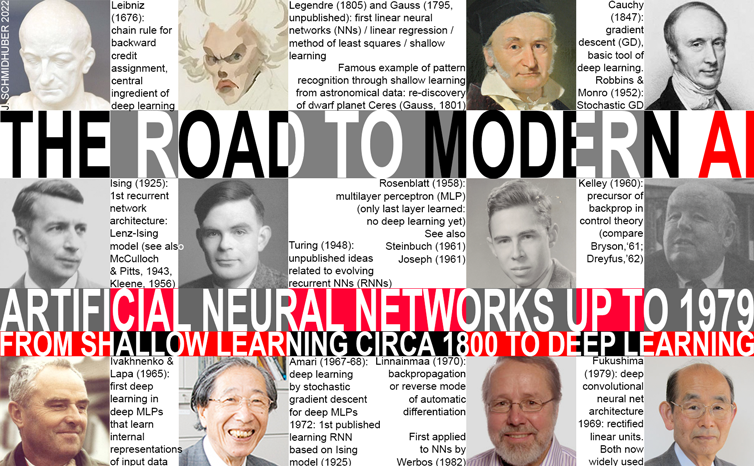 J. SCHMIDHUBER 2022
Leibniz
(1676):
chain rule for
backward
credit
assignment,
central
ingredient of
deep learning
Legendre (1805) and Gauss (1795,
unpublished): first linear neural
networks (NNs) / linear regression /
method of least squares / shallow
learning
Famous example of pattern
recognition through shallow learning
from astronomical data: re-discovery
of dwarf planet Ceres (Gauss, 1801)
Cauchy
(1847):
gradient
descent (GD),
basic tool of
deep learning.
Robbins &
Monro (1952):
Stochastic GD
THE ROAD TO MODERN AI
Ising (1925):
1st recurrent
network
architecture:
Lenz-Ising
model (see also
McCulloch
& Pitts, 1943,
Kleene, 1956)
Turing (1948):
unpublished ideas
related to evolving
recurrent NNs (RNNs)
Rosenblatt (1958):
multilayer perceptron (MLP)
(only last layer learned:
no deep learning yet)
See also
Steinbuch (1961)
Joseph (1961)
Kelley (1960):
precursor of
backprop in
control theory
(compare
Bryson,'61;
Dreyfus,'62)
ARTIFICIAL NEURAL NETWORKS UP TO 1979
FROM SHALLOW LEARNING CIRCA 1800 TO DEEP LEARNING
Ivakhnenko &
Lapa (1965):
first deep
learning in
deep MLPs
that learn
internal
representations
of input data
Amari (1967-68):
deep learning
by stochastic
gradient descent
for deep MLPs
1972: 1st published
learning RNN
based on Ising
model (1925)
Linnainmaa (1970):
backpropagation
or reverse mode
of automatic
differentiation
First applied
to NNs by
Werbos (1982)
Fukushima
(1979): deep
convolutional
neural net
architecture
1969: rectified
linear units.
Both now
widely used